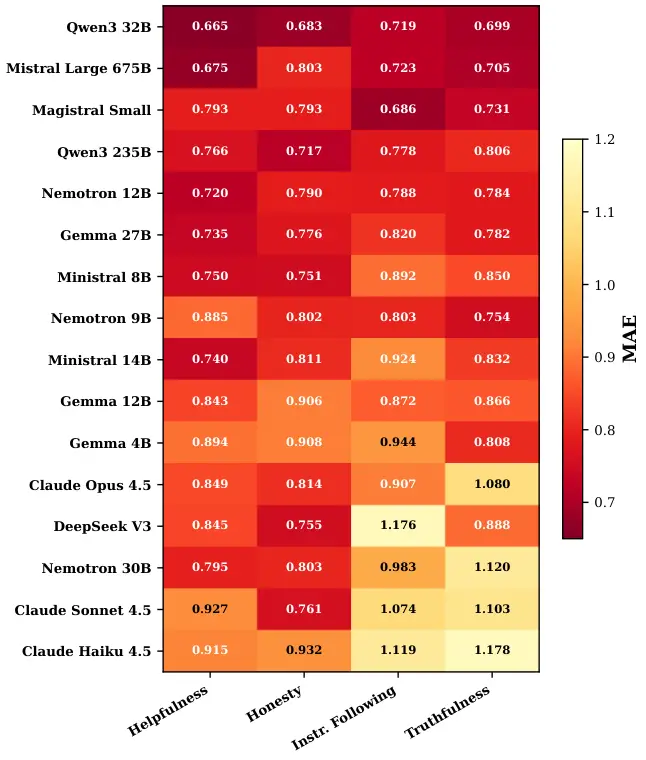 Qwen3 32B 0.665 0.683 0.719 0.699
Mistral Large 675B 0.675 0.803 0.723 0.705
Magistral Small 0.793 0.793 0.686 0.731
Qwen3 235B 0.766 0.717 0.778 0.806
Nemotron 12B 0.720 0.790 0.788 0.784
Gemma 27B 0.735 0.776 0.820 0.782
Ministral 8B 0.750 0.751 0.892 0.850
Nemotron 9B 0.885 0.802 0.803 0.754
Ministral 14B 0.740 0.811 0.924 0.832
Gemma 12B 0.843 0.906 0.872 0.866
Gemma 4B 0.894 0.908 0.944 0.808
Claude Opus 4.5 0.849 0.814 0.907 1.080
DeepSeek V3 0.845 0.755 1.176 0.888
Nemotron 30B 0.795 0.803 0.983 1.120
Claude Sonnet 4.5 0.927 0.761 1.074 1.103
Claude Haiku 4.5 0.915 0.932 1.119 1.178
Helpfulness
Honesty
Instr. Following
Truthfulness
1.2
1.1
1.0
0.9
0.8
0.7
MAE